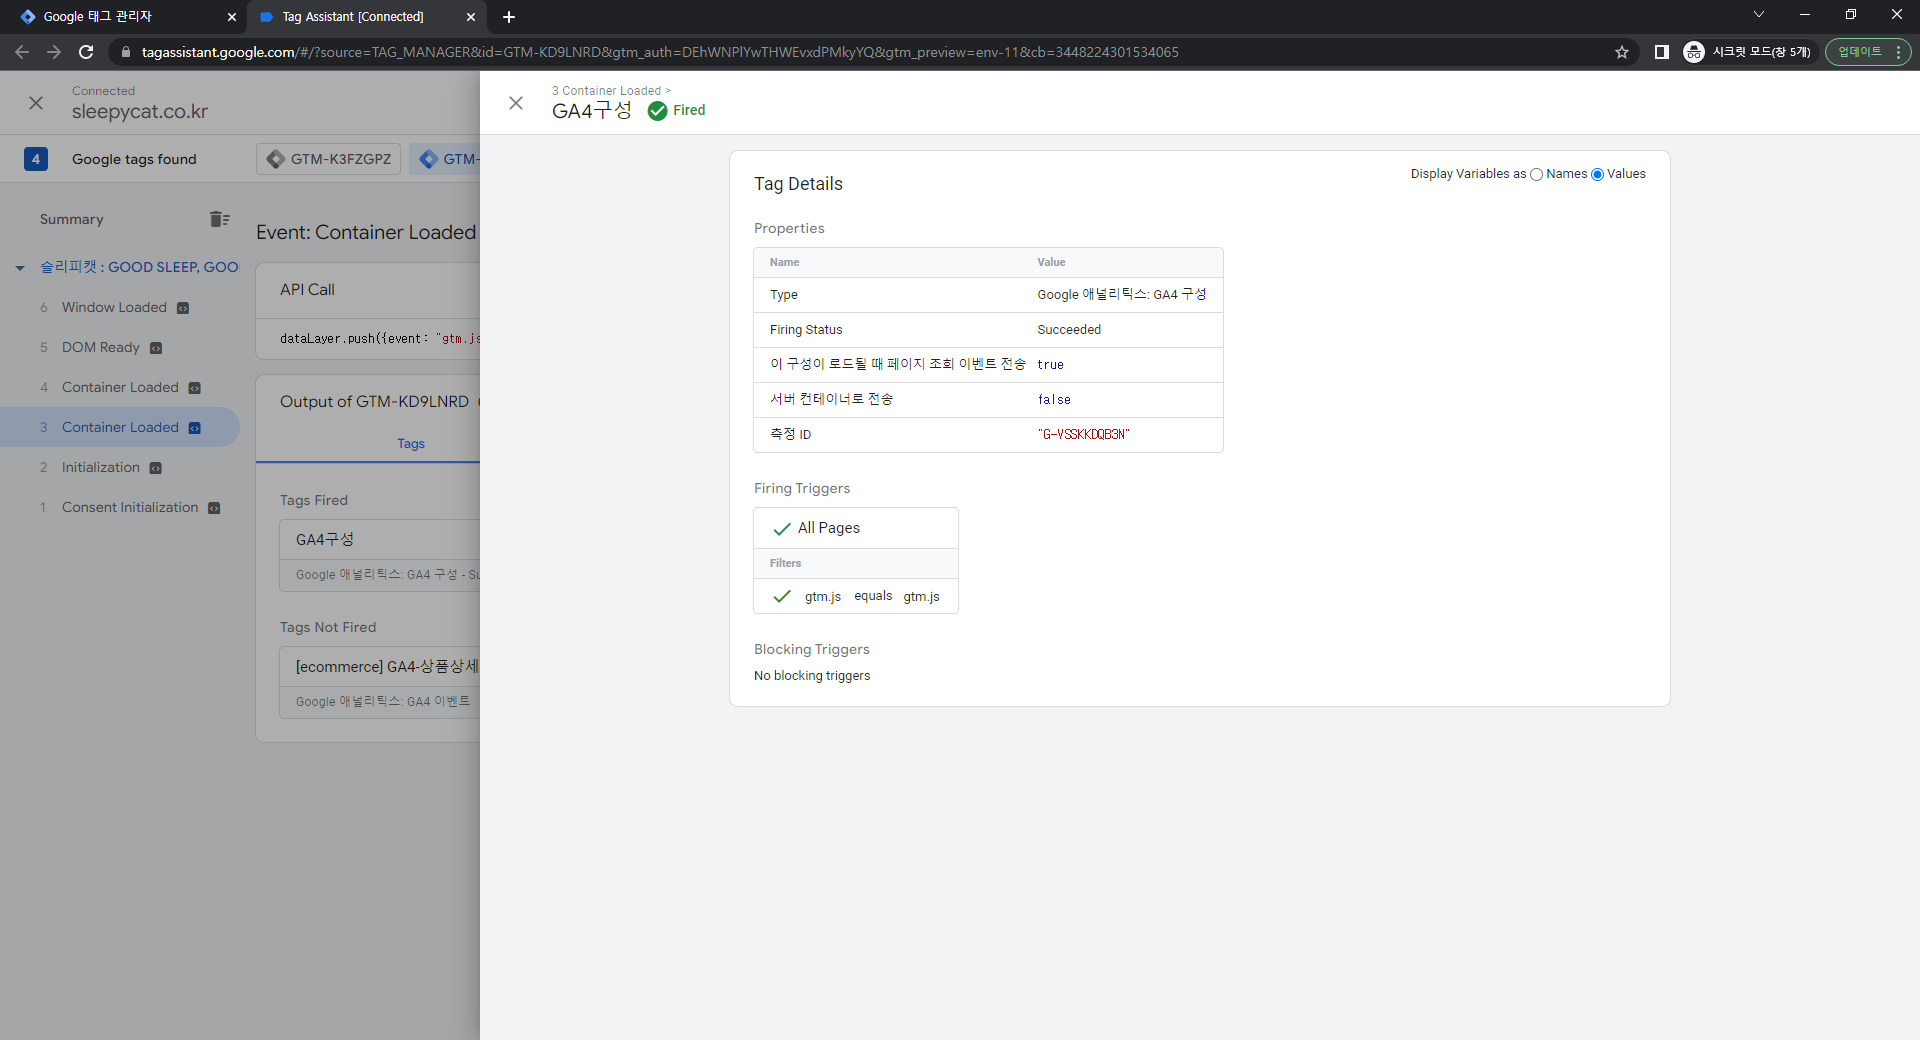 Google 태그 관리자
Tag Assistant [Connected]
tagassistant.google.com/#/?source=TAG_MANAGER&id=GTM-KD9LNRD&gtm_auth=DEhWNPlYwTHWEvxdPMkyYQ&gtm_preview=env-11&cb=3448224301534065
시크릿 모드(창 5개)
업데이트
Connected
sleepycat.co.kr
4
Google tags found
GTM-K3FZGPZ
GTM-
Summary
슬리피캣 : GOOD SLEEP, GOO
6 Window Loaded
5 DOM Ready
4 Container Loaded
3 Container Loaded
2 Initialization
1 Consent Initialization
Event: Container Loaded
API Call
dataLayer.push({event: "gtm.js
Output of GTM-KD9LNRD
Tags
Tags Fired
GA4구성
Google 애널리틱스: GA4 구성 - Su
Tags Not Fired
[ecommerce] GA4-상품상세
Google 애널리틱스: GA4 이벤트
3 Container Loaded >
GA4구성
Fired
Tag Details
Display Variables as Names Values
Properties
Name Value
Type Google 애널리틱스: GA4 구성
Firing Status Succeeded
이 구성이 로드될 때 페이지 조회 이벤트 전송 true
서버 컨테이너로 전송 false
측정 ID "G-VSSKKDQB3N"
Firing Triggers
All Pages
Filters
gtm.js equals gtm.js
Blocking Triggers
No blocking triggers